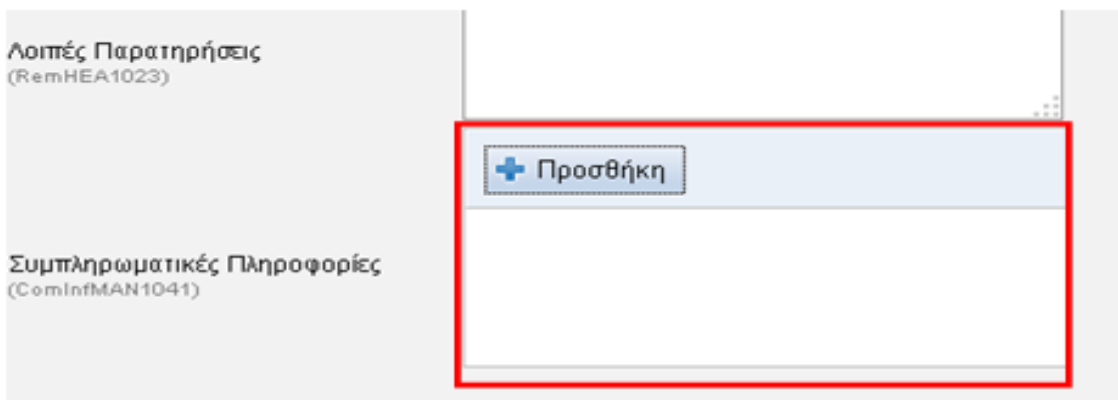 Λοιπές Παρατηρήσεις
(RemHEA1023)
Προσθήκη
Συμπληρωματικές Πληροφορίες
(ComInfMAN1041)